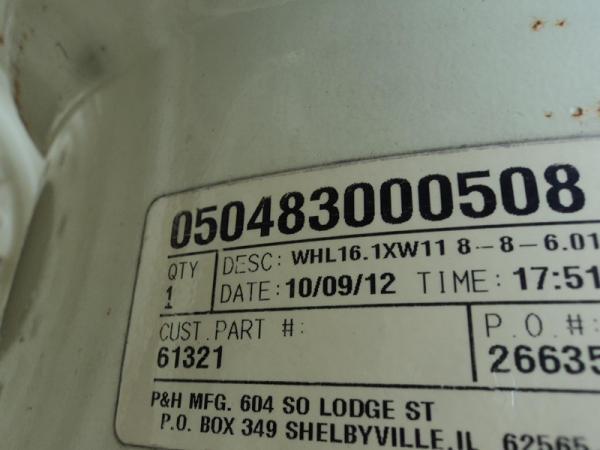 050483000508
QTY DESC: WHL16.1XW11 8-8-6.01
1 DATE: 10/09/12 TIME: 17:51
CUST.PART #: P.O.#:
61321 26635
P&H MFG. 604 SO LODGE ST
P.O. BOX 349 SHELBYVILLE,IL 62565